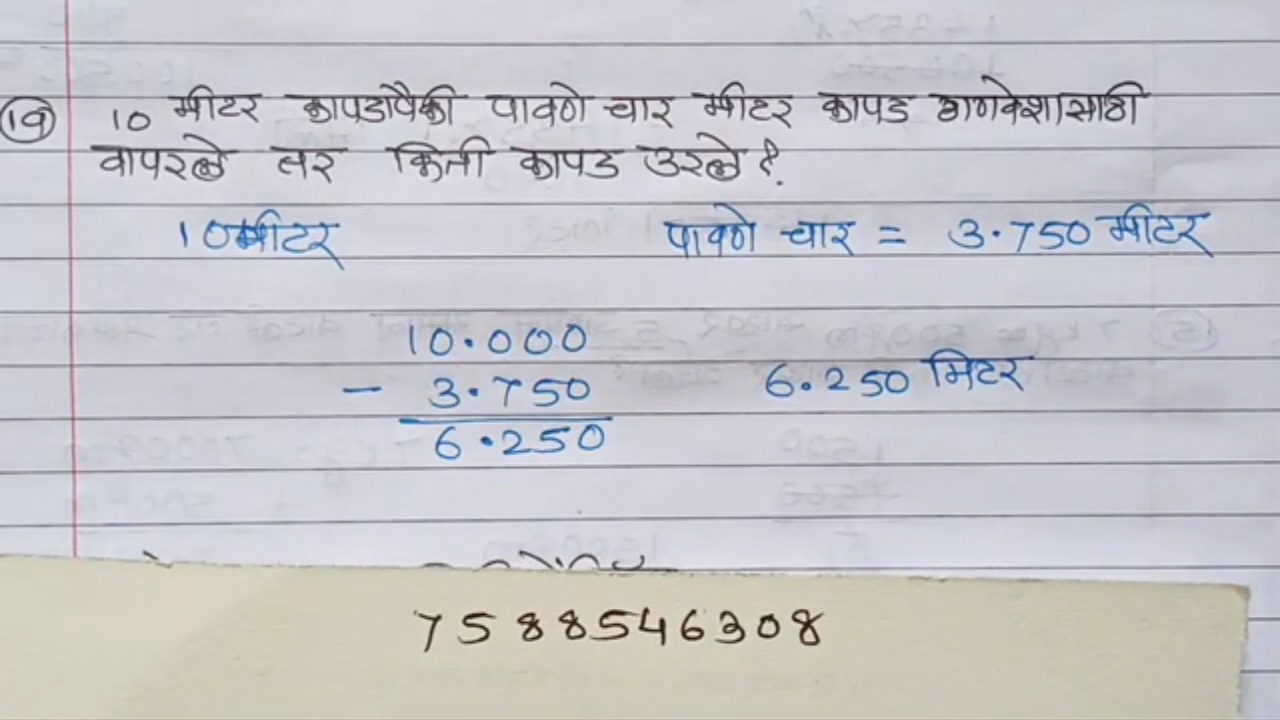 19 10 मीटर कापडापैकी पावणे चार मीटर कापड गणवेशासाठी
वापरले तर किती कापड उरले ?
10 मीटर पावणे चार = 3.750 मीटर
10.000
- 3.750 6.250 मिटर
6.250
7588546308